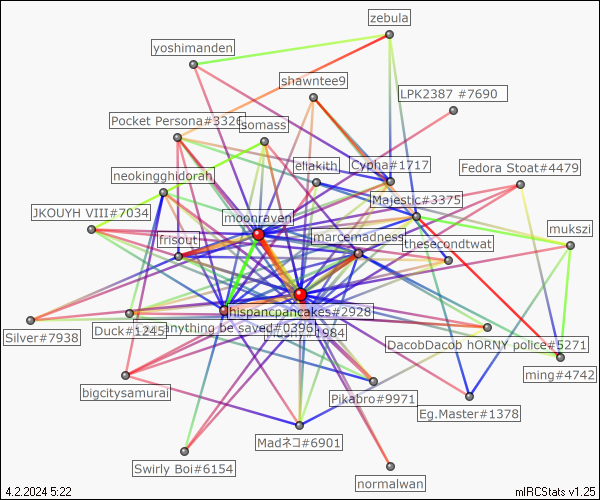 zebula
yoshimanden
shawntee9
LPK2387 #7690
Pocket Persona#3326
somass
eliakith
Cypha#1717
Fedora Stoat#4479
neokingghidorah
Majestic#3375
JKOUYH VIII#7034
moonraven
mukszi
frisout
marcemadness
thesecondtwat
hispancpancakes#2928
Silver#7938
Duck#1245
anything be saved#0396
1984
DacobDacob hORNY police#5271
ming#4742
bigcitysamurai
Pikabro#9971
Eg.Master#1378
Madネコ#6901
Swirly Boi#6154
normalwan
4.2.2024 5:22
mIRCStats v1.25